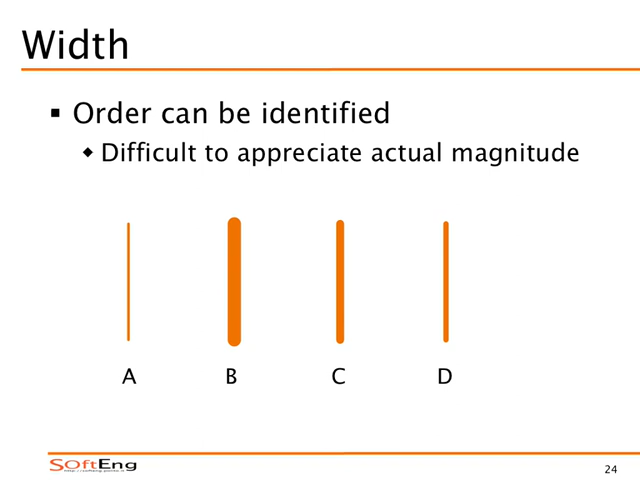 Width
▪ Order can be identified
◆ Difficult to appreciate actual magnitude
A B C D
SOftEng
24